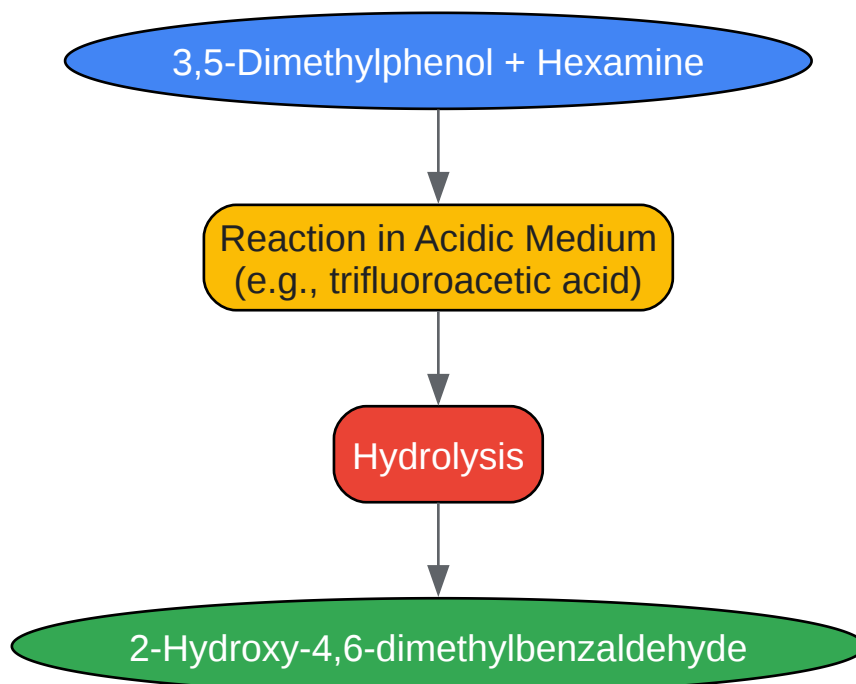 3,5-Dimethylphenol + Hexamine
Reaction in Acidic Medium
(e.g., trifluoroacetic acid)
Hydrolysis
2-Hydroxy-4,6-dimethylbenzaldehyde